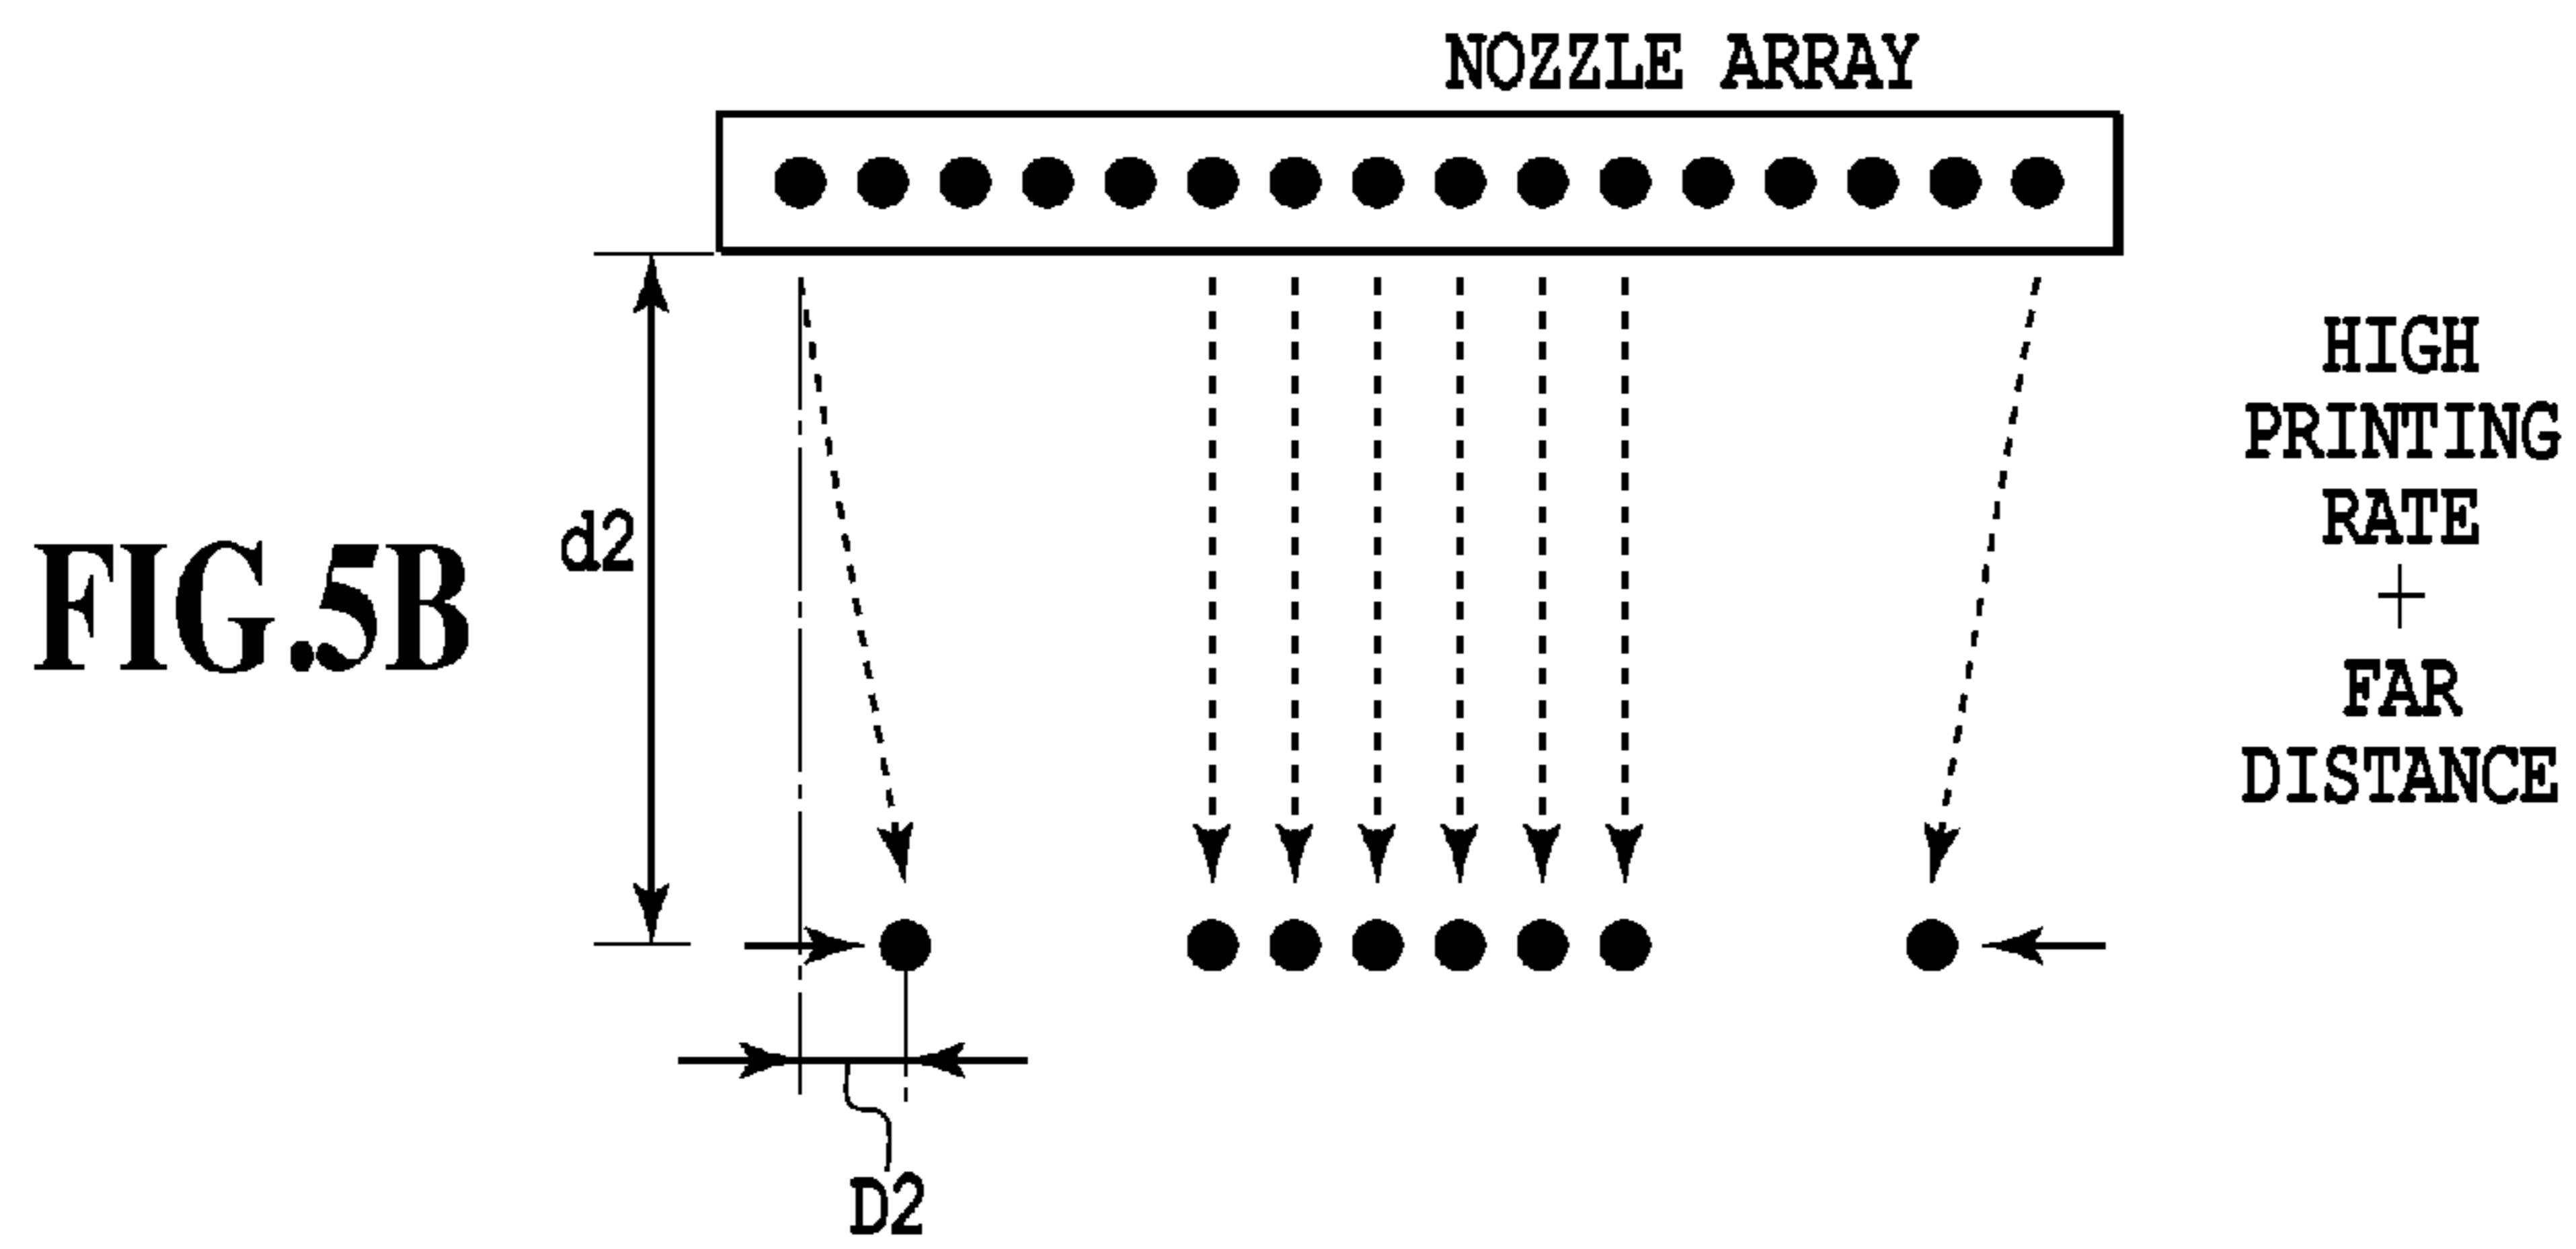 NOZZLE ARRAY
HIGH
PRINTING
RATE
+
FAR
DISTANCE
d2
FIG.5B
D2